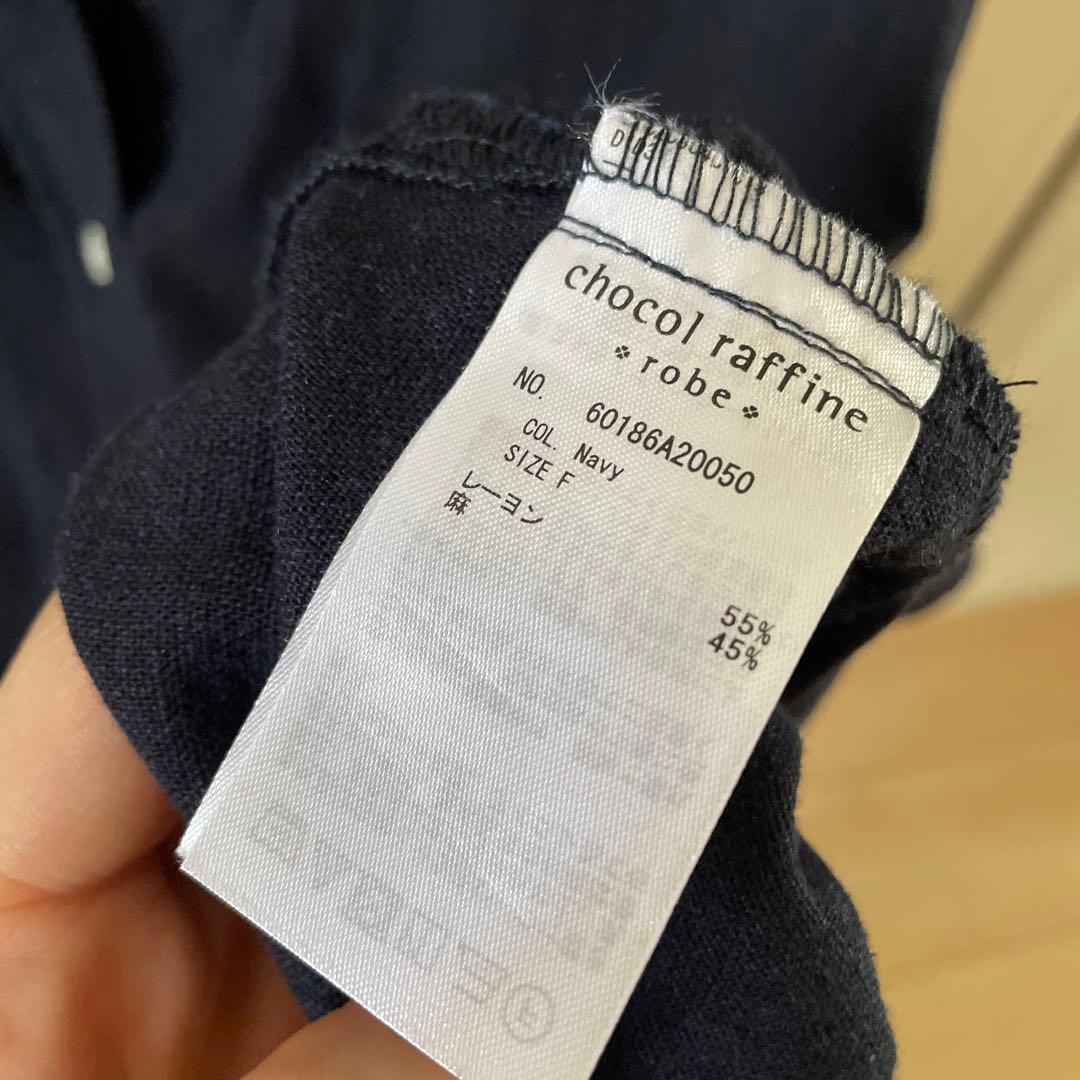 chocol raffine
robe
NO. 60186A20050
COL. Navy
SIZE F
レーヨン 55%
麻 45%